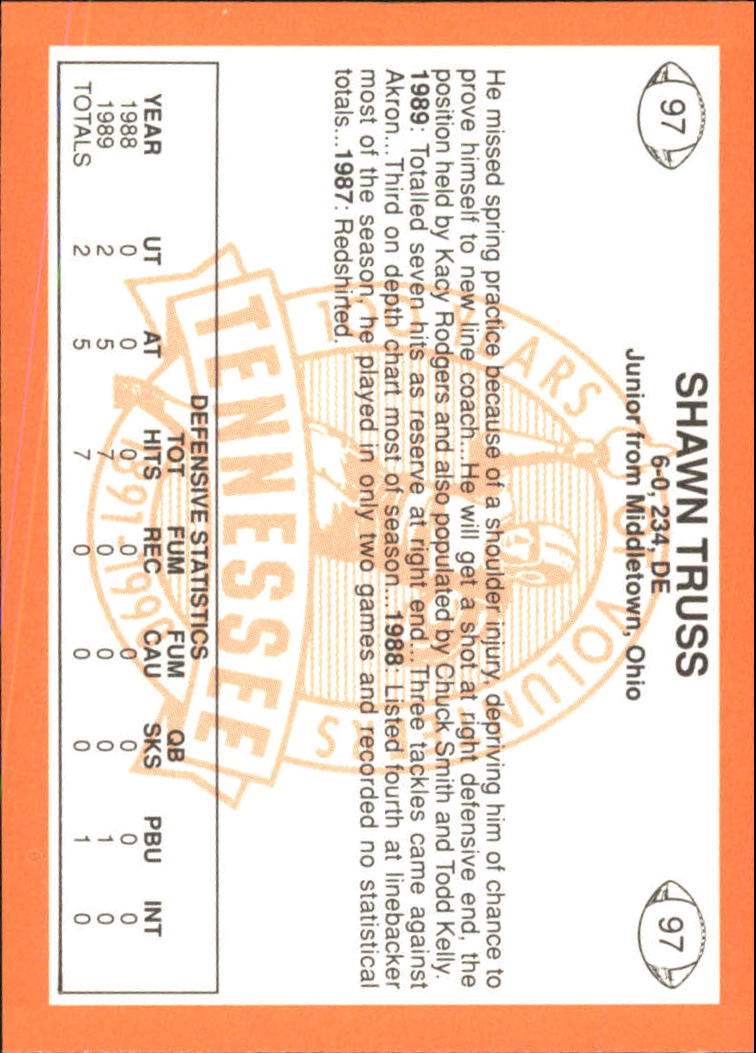 97
SHAWN TRUSS
97
6-0, 234, DE
Junior from Middletown, Ohio
He missed spring practice because of a shoulder injury, depriving him of chance to
prove himself to new line coach...He will get a shot at right defensive end, the
position held by Kacy Rodgers and also populated by Chuck Smith and Todd Kelly.
1989: Totalled seven hits as reserve at right end... Three tackles came against
Akron... Third on depth chart most of season... 1988: Listed fourth at linebacker
most of the season, he played in only two games and recorded no statistical
totals... 1987: Redshirted.
100 YEARS OF VOLUNTEERS
TENNESSEE
1891-1990
DEFENSIVE STATISTICS
TOT FUM FUM QB
YEAR UT AT HITS REC CAU SKS PBU INT
1988 0 0 0 0 0 0 0 0
1989 2 5 7 0 0 0 1 0
TOTALS 2 5 7 0 0 0 1 0